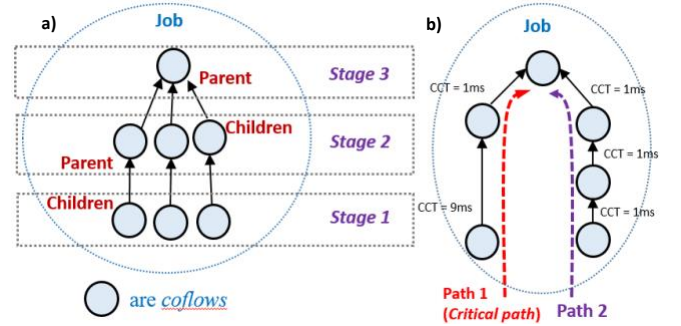 a)
Job
Stage 3
Parent
Children
Stage 2
Parent
Children
Stage 1
are coflows
b)
Job
CCT = 1ms
CCT = 1ms
CCT = 1ms
CCT = 9ms
CCT = 1ms
Path 1
(Critical path)
Path 2